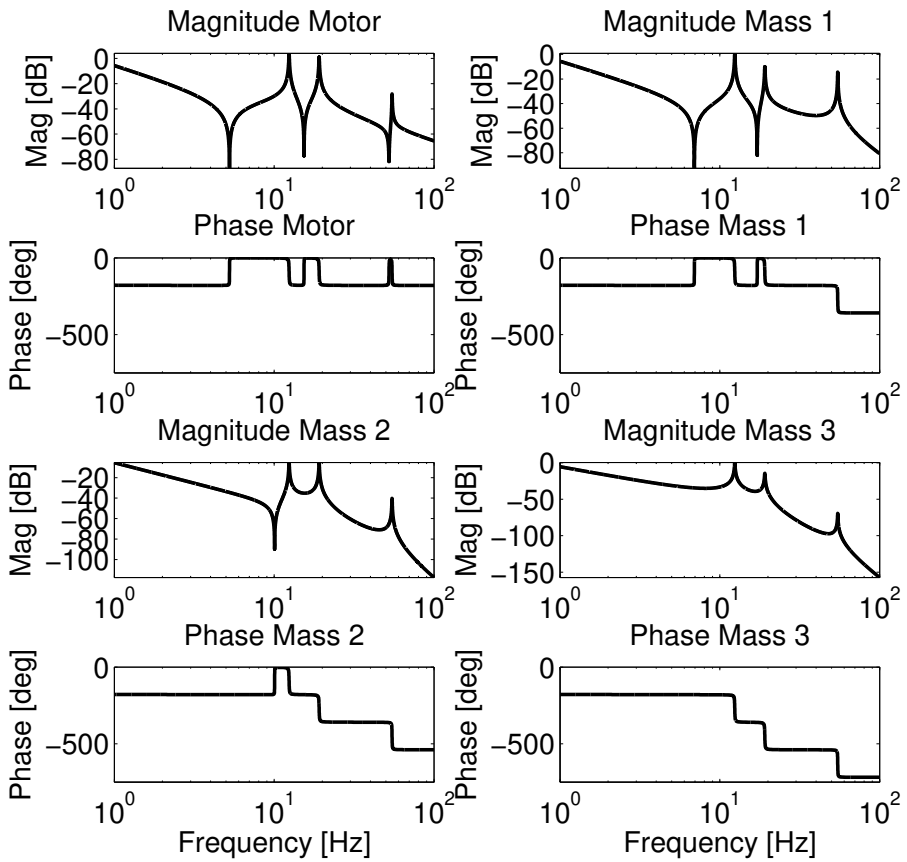 Magnitude Motor
Mag [dB]
0
−20
−40
−60
−80
10^0
10^1
10^2
Magnitude Mass 1
Mag [dB]
0
−20
−40
−60
−80
10^0
10^1
10^2
Phase Motor
Phase [deg]
0
−500
10^0
10^1
10^2
Phase Mass 1
Phase [deg]
0
−500
10^0
10^1
10^2
Magnitude Mass 2
Mag [dB]
−20
−40
−60
−80
−100
10^0
10^1
10^2
Magnitude Mass 3
Mag [dB]
0
−50
−100
−150
10^0
10^1
10^2
Phase Mass 2
Phase [deg]
0
−500
10^0
10^1
10^2
Frequency [Hz]
Phase Mass 3
Phase [deg]
0
−500
10^0
10^1
10^2
Frequency [Hz]